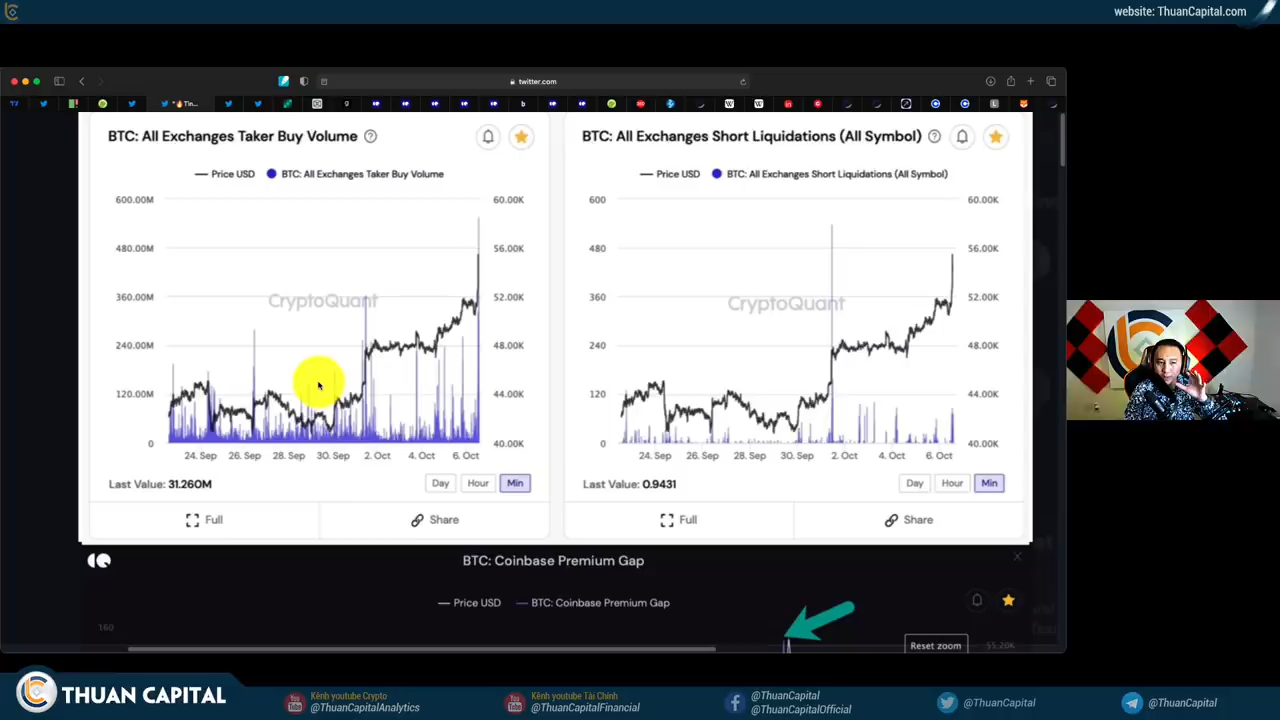 website: ThuanCapital.com
twitter.com
Tin...
BTC: All Exchanges Taker Buy Volume
Price USD
BTC: All Exchanges Taker Buy Volume
600.00M
480.00M
360.00M
240.00M
120.00M
0
60.00K
56.00K
52.00K
48.00K
44.00K
40.00K
CryptoQuant
24. Sep 26. Sep 28. Sep 30. Sep 2. Oct 4. Oct 6. Oct
Last Value: 31.260M
Day Hour Min
Full
Share
BTC: All Exchanges Short Liquidations (All Symbol)
Price USD
BTC: All Exchanges Short Liquidations (All Symbol)
600
480
360
240
120
0
60.00K
56.00K
52.00K
48.00K
44.00K
40.00K
CryptoQuant
24. Sep 26. Sep 28. Sep 30. Sep 2. Oct 4. Oct 6. Oct
Last Value: 0.9431
Day Hour Min
Full
Share
BTC: Coinbase Premium Gap
Price USD
BTC: Coinbase Premium Gap
160
Reset zoom
55.20K
THUAN CAPITAL
Kênh youtube Crypto
@ThuanCapitalAnalytics
Kênh youtube Tài Chính
@ThuanCapitalFinancial
@ThuanCapital
@ThuanCapitalOfficial
@ThuanCapital
@ThuanCapital